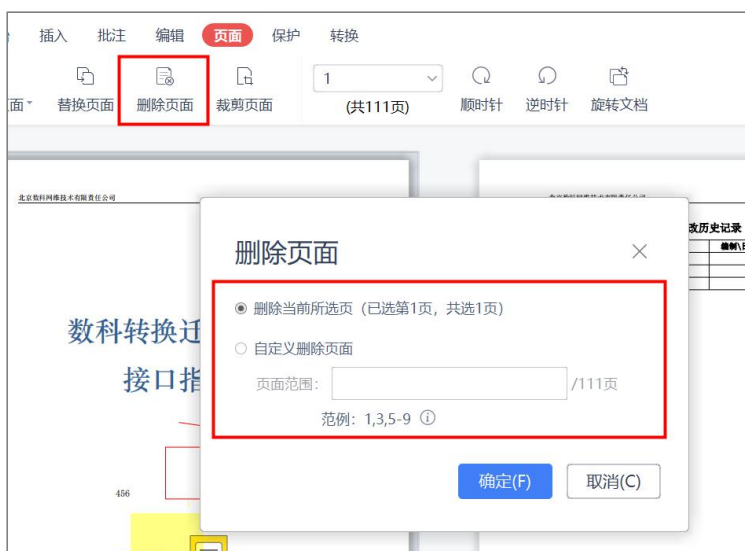 插入 批注 编辑 页面 保护 转换
面 替换页面 删除页面 裁剪页面 1 (共111页) 顺时针 逆时针 旋转文档
北京数科网维技术有限责任公司
改历史记录
删除页面
删除当前所选页（已选第1页，共选1页）
自定义删除页面
页面范围： /111页
范例：1,3,5-9
确定(F) 取消(C)
数科转换迁
接口指
456